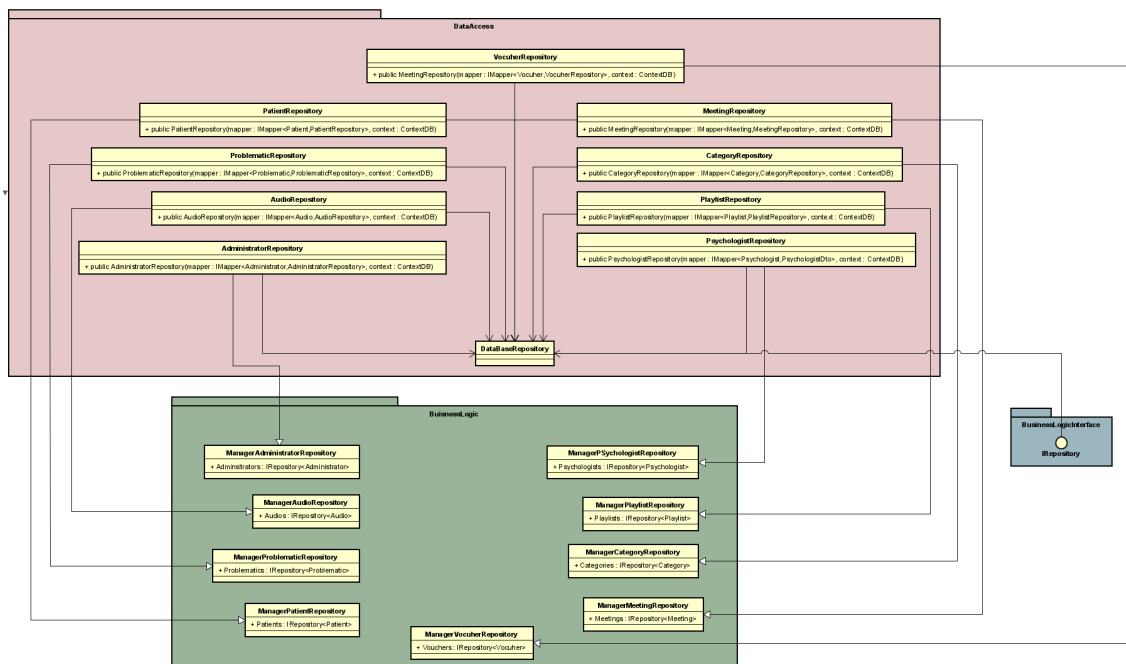 DataAccess
VocuherRepository
+ public MeetingRepository(mapper : IMapper<Vocuher,VocuherRepository>, context : ContextDB)
PatientRepository
+ public PatientRepository(mapper : IMapper<Patient,PatientRepository>, context : ContextDB)
MeetingRepository
+ public MeetingRepository(mapper : IMapper<Meeting,MeetingRepository>, context : ContextDB)
ProblematicRepository
+ public ProblematicRepository(mapper : IMapper<Problematic,ProblematicRepository>, context : ContextDB)
CategoryRepository
+ public CategoryRepository(mapper : IMapper<Category,CategoryRepository>, context : ContextDB)
AudioRepository
+ public AudioRepository(mapper : IMapper<Audio,AudioRepository>, context : ContextDB)
PlaylistRepository
+ public PlaylistRepository(mapper : IMapper<Playlist,PlaylistRepository>, context : ContextDB)
AdministratorRepository
+ public AdministratorRepository(mapper : IMapper<Administrator,AdministratorRepository>, context : ContextDB)
PsychologistRepository
+ public PsychologistRepository(mapper : IMapper<Psychologist,PsychologistDto>, context : ContextDB)
DataBaseRepository
BuisnessLogic
BusinessLogicInterface
IRepository
ManagerAdministratorRepository
+ Adminsitrators : IRepository<Administrator>
ManagerPSychologistRepository
+ Psychologists : IRepository<Psychologist>
ManagerAudioRepository
+ Audios : IRepository<Audio>
ManagerPlaylistRepository
+ Playlists : IRepository<Playlist>
ManagerProblematicRepository
+ Problematics : IRepository<Problematic>
ManagerCategoryRepository
+ Categories : IRepository<Category>
ManagerPatientRepository
+ Patients : IRepository<Patient>
ManagerMeetingRepository
+ Meetings : IRepository<Meeting>
ManagerVocuherRepository
+ Vouchers : IRepository<Vocuher>